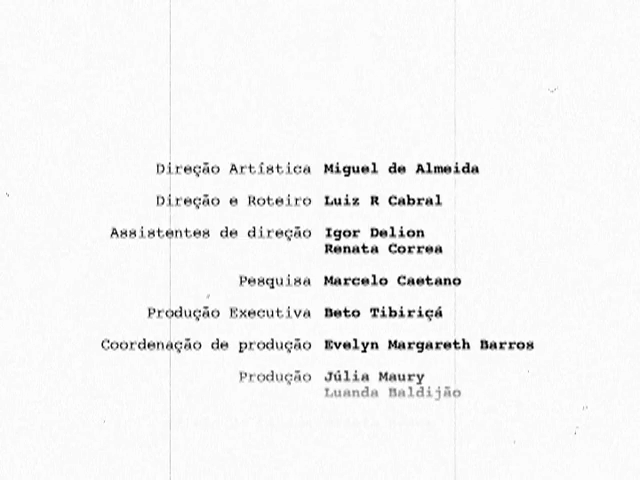 Direção Artística Miguel de Almeida
Direção e Roteiro Luiz R Cabral
Assistentes de direção Igor Delion
Renata Correa
Pesquisa Marcelo Caetano
Produção Executiva Beto Tibiriçá
Coordenação de produção Evelyn Margareth Barros
Produção Júlia Maury
Luanda Baldijão